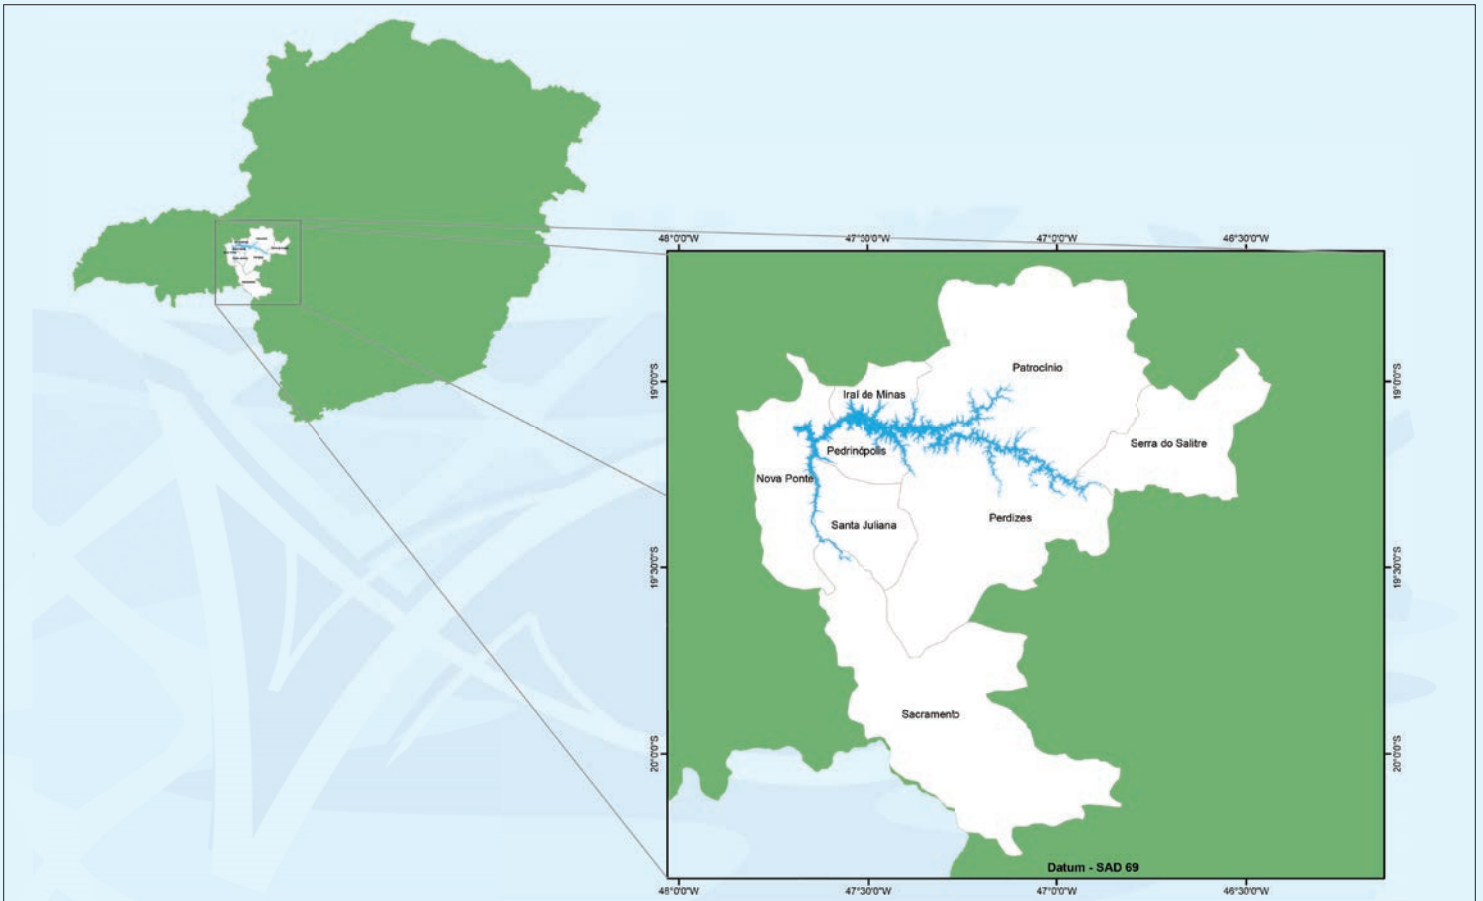 48°0'0"W 47°30'0"W 47°0'0"W 46°30'0"W
19°0'0"S
19°30'0"S
20°0'0"S
19°0'0"S
19°30'0"S
20°0'0"S
Patrocínio
Iraí de Minas
Serra do Salitre
Pedrinópolis
Nova Ponte
Perdizes
Santa Juliana
Sacramento
Datum - SAD 69
48°0'0"W 47°30'0"W 47°0'0"W 46°30'0"W